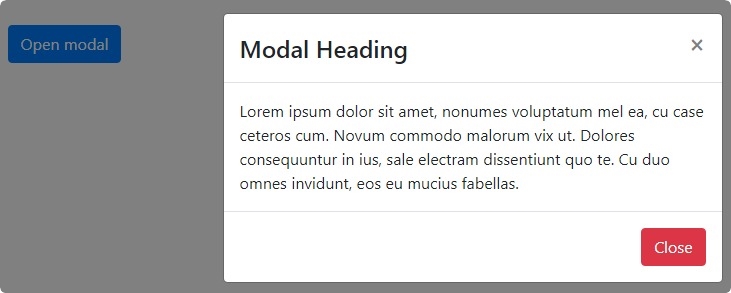 Open modal
Modal Heading
×
Lorem ipsum dolor sit amet, nonumes voluptatum mel ea, cu case
ceteros cum. Novum commodo malorum vix ut. Dolores
consequuntur in ius, sale electram dissentiunt quo te. Cu duo
omnes invidunt, eos eu mucius fabellas.
Close